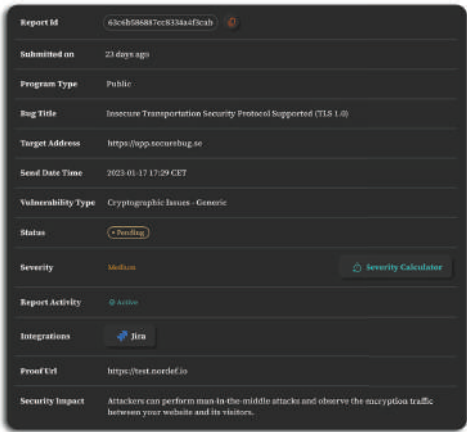 Report Id 63c6b586887ec8334a4f3cab
Submitted on 23 days ago
Program Type Public
Bug Title Insecure Transportation Security Protocol Supported (TLS 1.0)
Target Address https://app.securebug.se
Send Date Time 2023-01-17 17:29 CET
Vulnerability Type Cryptographic Issues - Generic
Status • Pending
Severity Medium Severity Calculator
Report Activity Active
Integrations Jira
Proof Url https://test.nordef.io
Security Impact Attackers can perform man-in-the-middle attacks and observe the encryption traffic
between your website and its visitors.